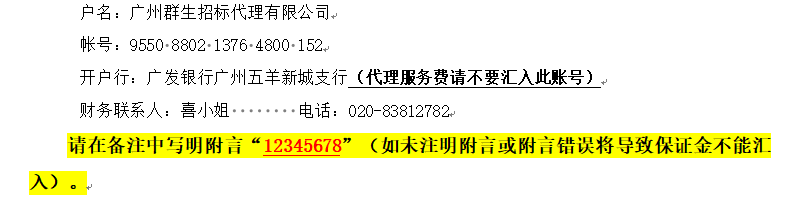 户名：广州群生招标代理有限公司
帐号：9550 8802 1376 4800 152
开户行：广发银行广州五羊新城支行（代理服务费请不要汇入此账号）
财务联系人：喜小姐········电话：020-83812782
请在备注中写明附言“12345678”（如未注明附言或附言错误将导致保证金不能汇
入）。